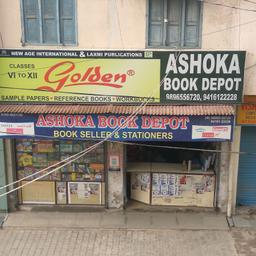 NEW AGE INTERNATIONAL & LAXMI PUBLICATIONS
CLASSES
VI TO XII
Golden®
SAMPLE PAPERS • REFERENCE BOOKS • WORKBOOKS
ASHOKA
BOOK DEPOT
9896556720, 9416122228
ASHOKA BOOK DEPOT
BOOK SELLER & STATIONERS